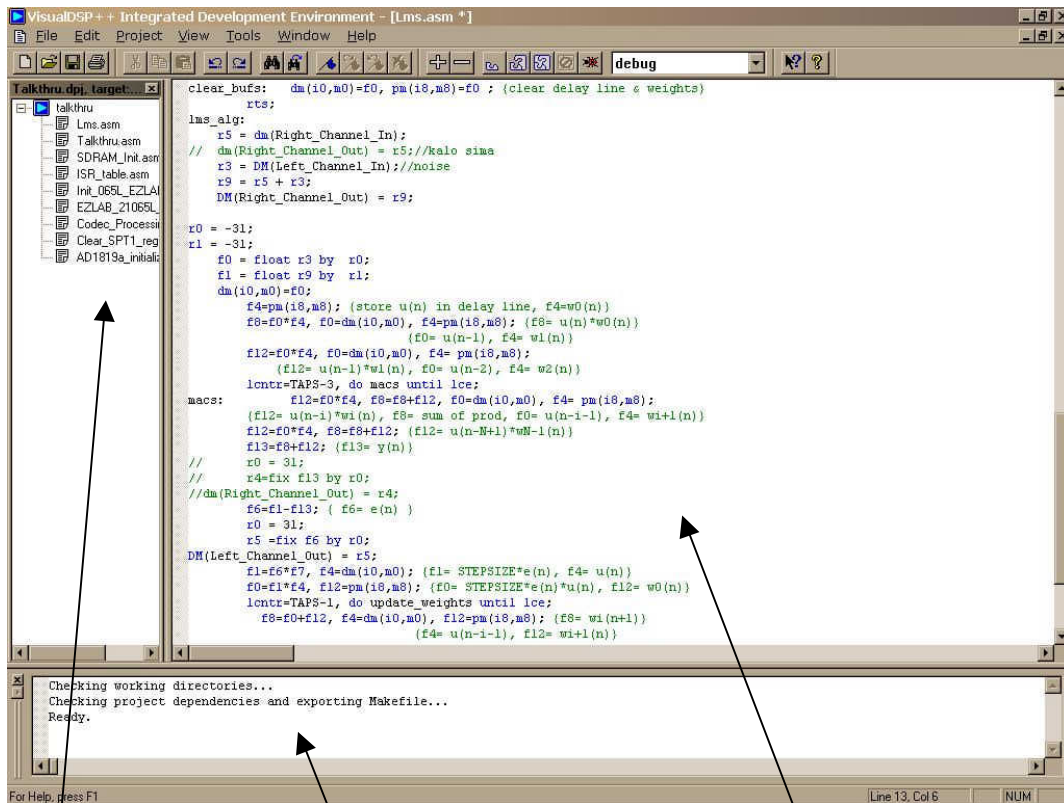 VisualDSP++ Integrated Development Environment - [Lms.asm *]
File Edit Project View Tools Window Help
debug
Talkthru.dpj, target:...
talkthru
Lms.asm
Talkthru.asm
SDRAM_Init.asm
ISR_table.asm
Init_065L_EZLA
EZLAB_21065L_
Codec_Processi
Clear_SPT1_reg
AD1819a_initializ
clear_bufs: dm(i0,m0)=f0, pm(i8,m8)=f0 ; {clear delay line & weights}
rts;
lms_alg:
r5 = dm(Right_Channel_In);
// dm(Right_Channel_Out) = r5;//kalo sima
r3 = DM(Left_Channel_In);//noise
r9 = r5 + r3;
DM(Right_Channel_Out) = r9;
r0 = -31;
r1 = -31;
f0 = float r3 by r0;
f1 = float r9 by r1;
dm(i0,m0)=f0;
f4=pm(i8,m8); {store u(n) in delay line, f4=w0(n)}
f8=f0*f4, f0=dm(i0,m0), f4=pm(i8,m8); {f8= u(n)*w0(n)}
{f0= u(n-1), f4= w1(n)}
f12=f0*f4, f0=dm(i0,m0), f4= pm(i8,m8);
{f12= u(n-1)*w1(n), f0= u(n-2), f4= w2(n)}
lcntr=TAPS-3, do macs until lce;
macs: f12=f0*f4, f8=f8+f12, f0=dm(i0,m0), f4= pm(i8,m8);
{f12= u(n-i)*wi(n), f8= sum of prod, f0= u(n-i-1), f4= wi+1(n)}
f12=f0*f4, f8=f8+f12; {f12= u(n-N+1)*wN-1(n)}
f13=f8+f12; {f13= y(n)}
// r0 = 31;
// r4=fix f13 by r0;
//dm(Right_Channel_Out) = r4;
f6=f1-f13; { f6= e(n) }
r0 = 31;
r5 =fix f6 by r0;
DM(Left_Channel_Out) = r5;
f1=f6*f7, f4=dm(i0,m0); {f1= STEPSIZE*e(n), f4= u(n)}
f0=f1*f4, f12=pm(i8,m8); {f0= STEPSIZE*e(n)*u(n), f12= w0(n)}
lcntr=TAPS-1, do update_weights until lce;
f8=f0+f12, f4=dm(i0,m0), f12=pm(i8,m8); {f8= wi(n+1)}
{f4= u(n-i-1), f12= wi+1(n)}
Checking working directories...
Checking project dependencies and exporting Makefile...
Ready.
For Help, press F1
Line 13, Col 6 NUM